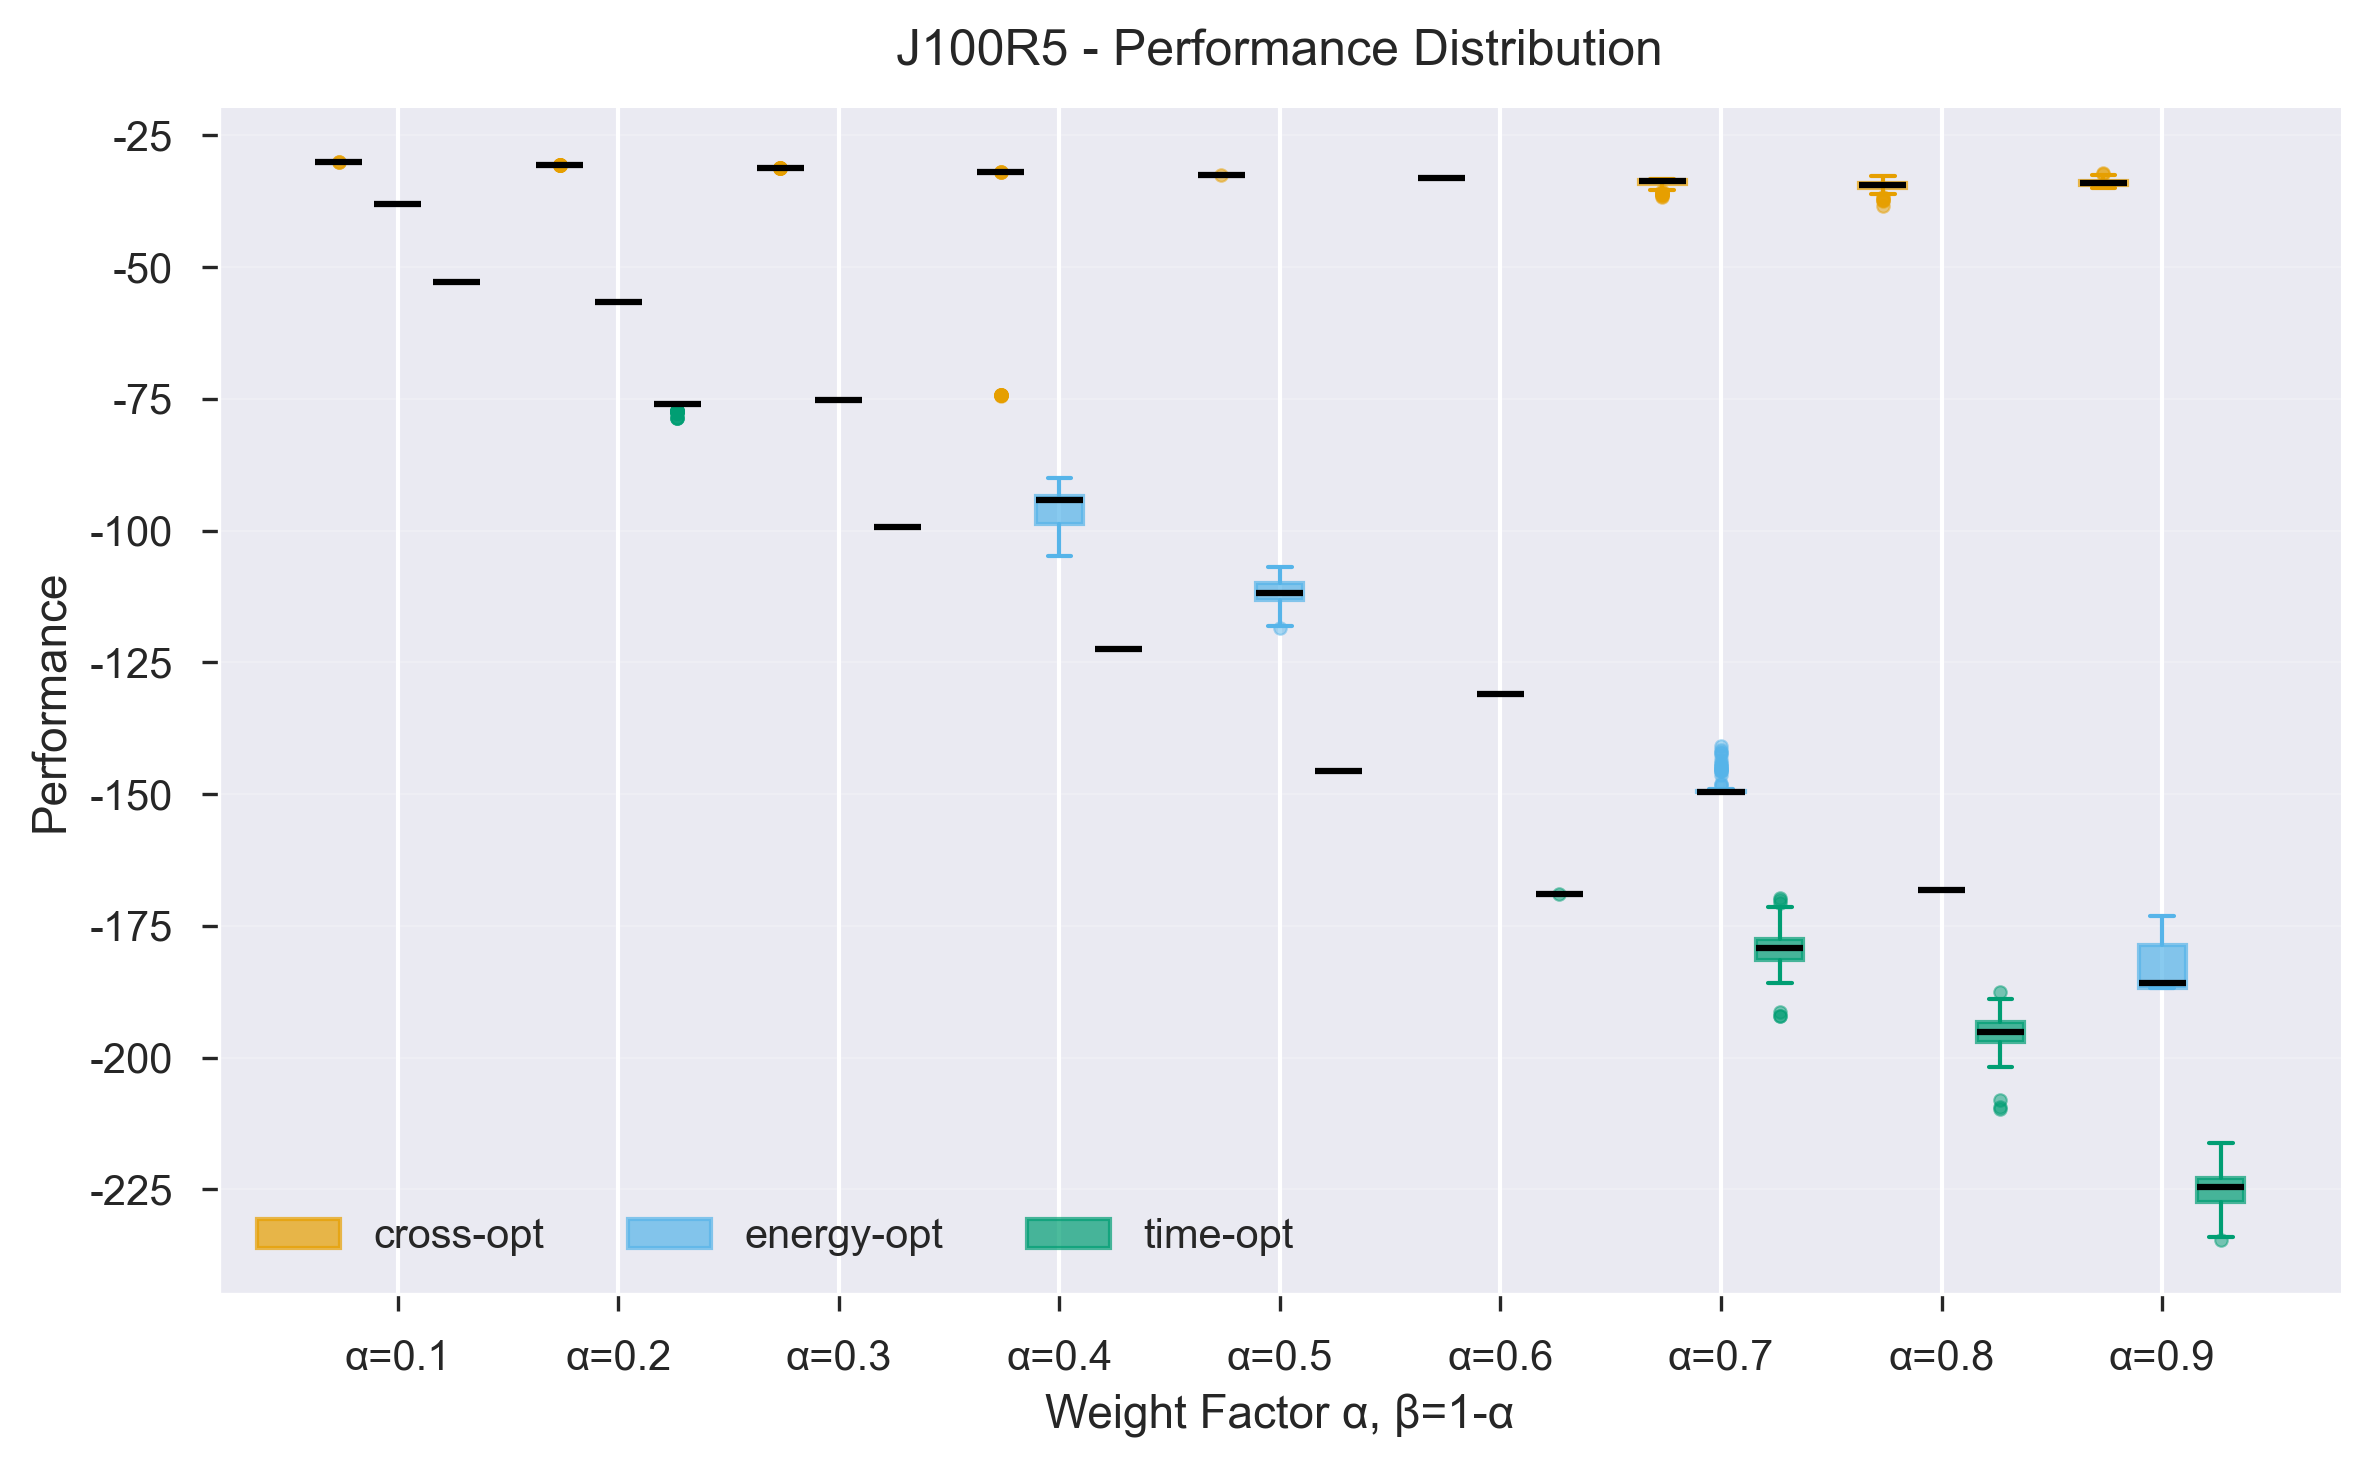 J100R5 - Performance Distribution
Performance
-25
-50
-75
-100
-125
-150
-175
-200
-225
cross-opt
energy-opt
time-opt
α=0.1
α=0.2
α=0.3
α=0.4
α=0.5
α=0.6
α=0.7
α=0.8
α=0.9
Weight Factor α, β=1-α